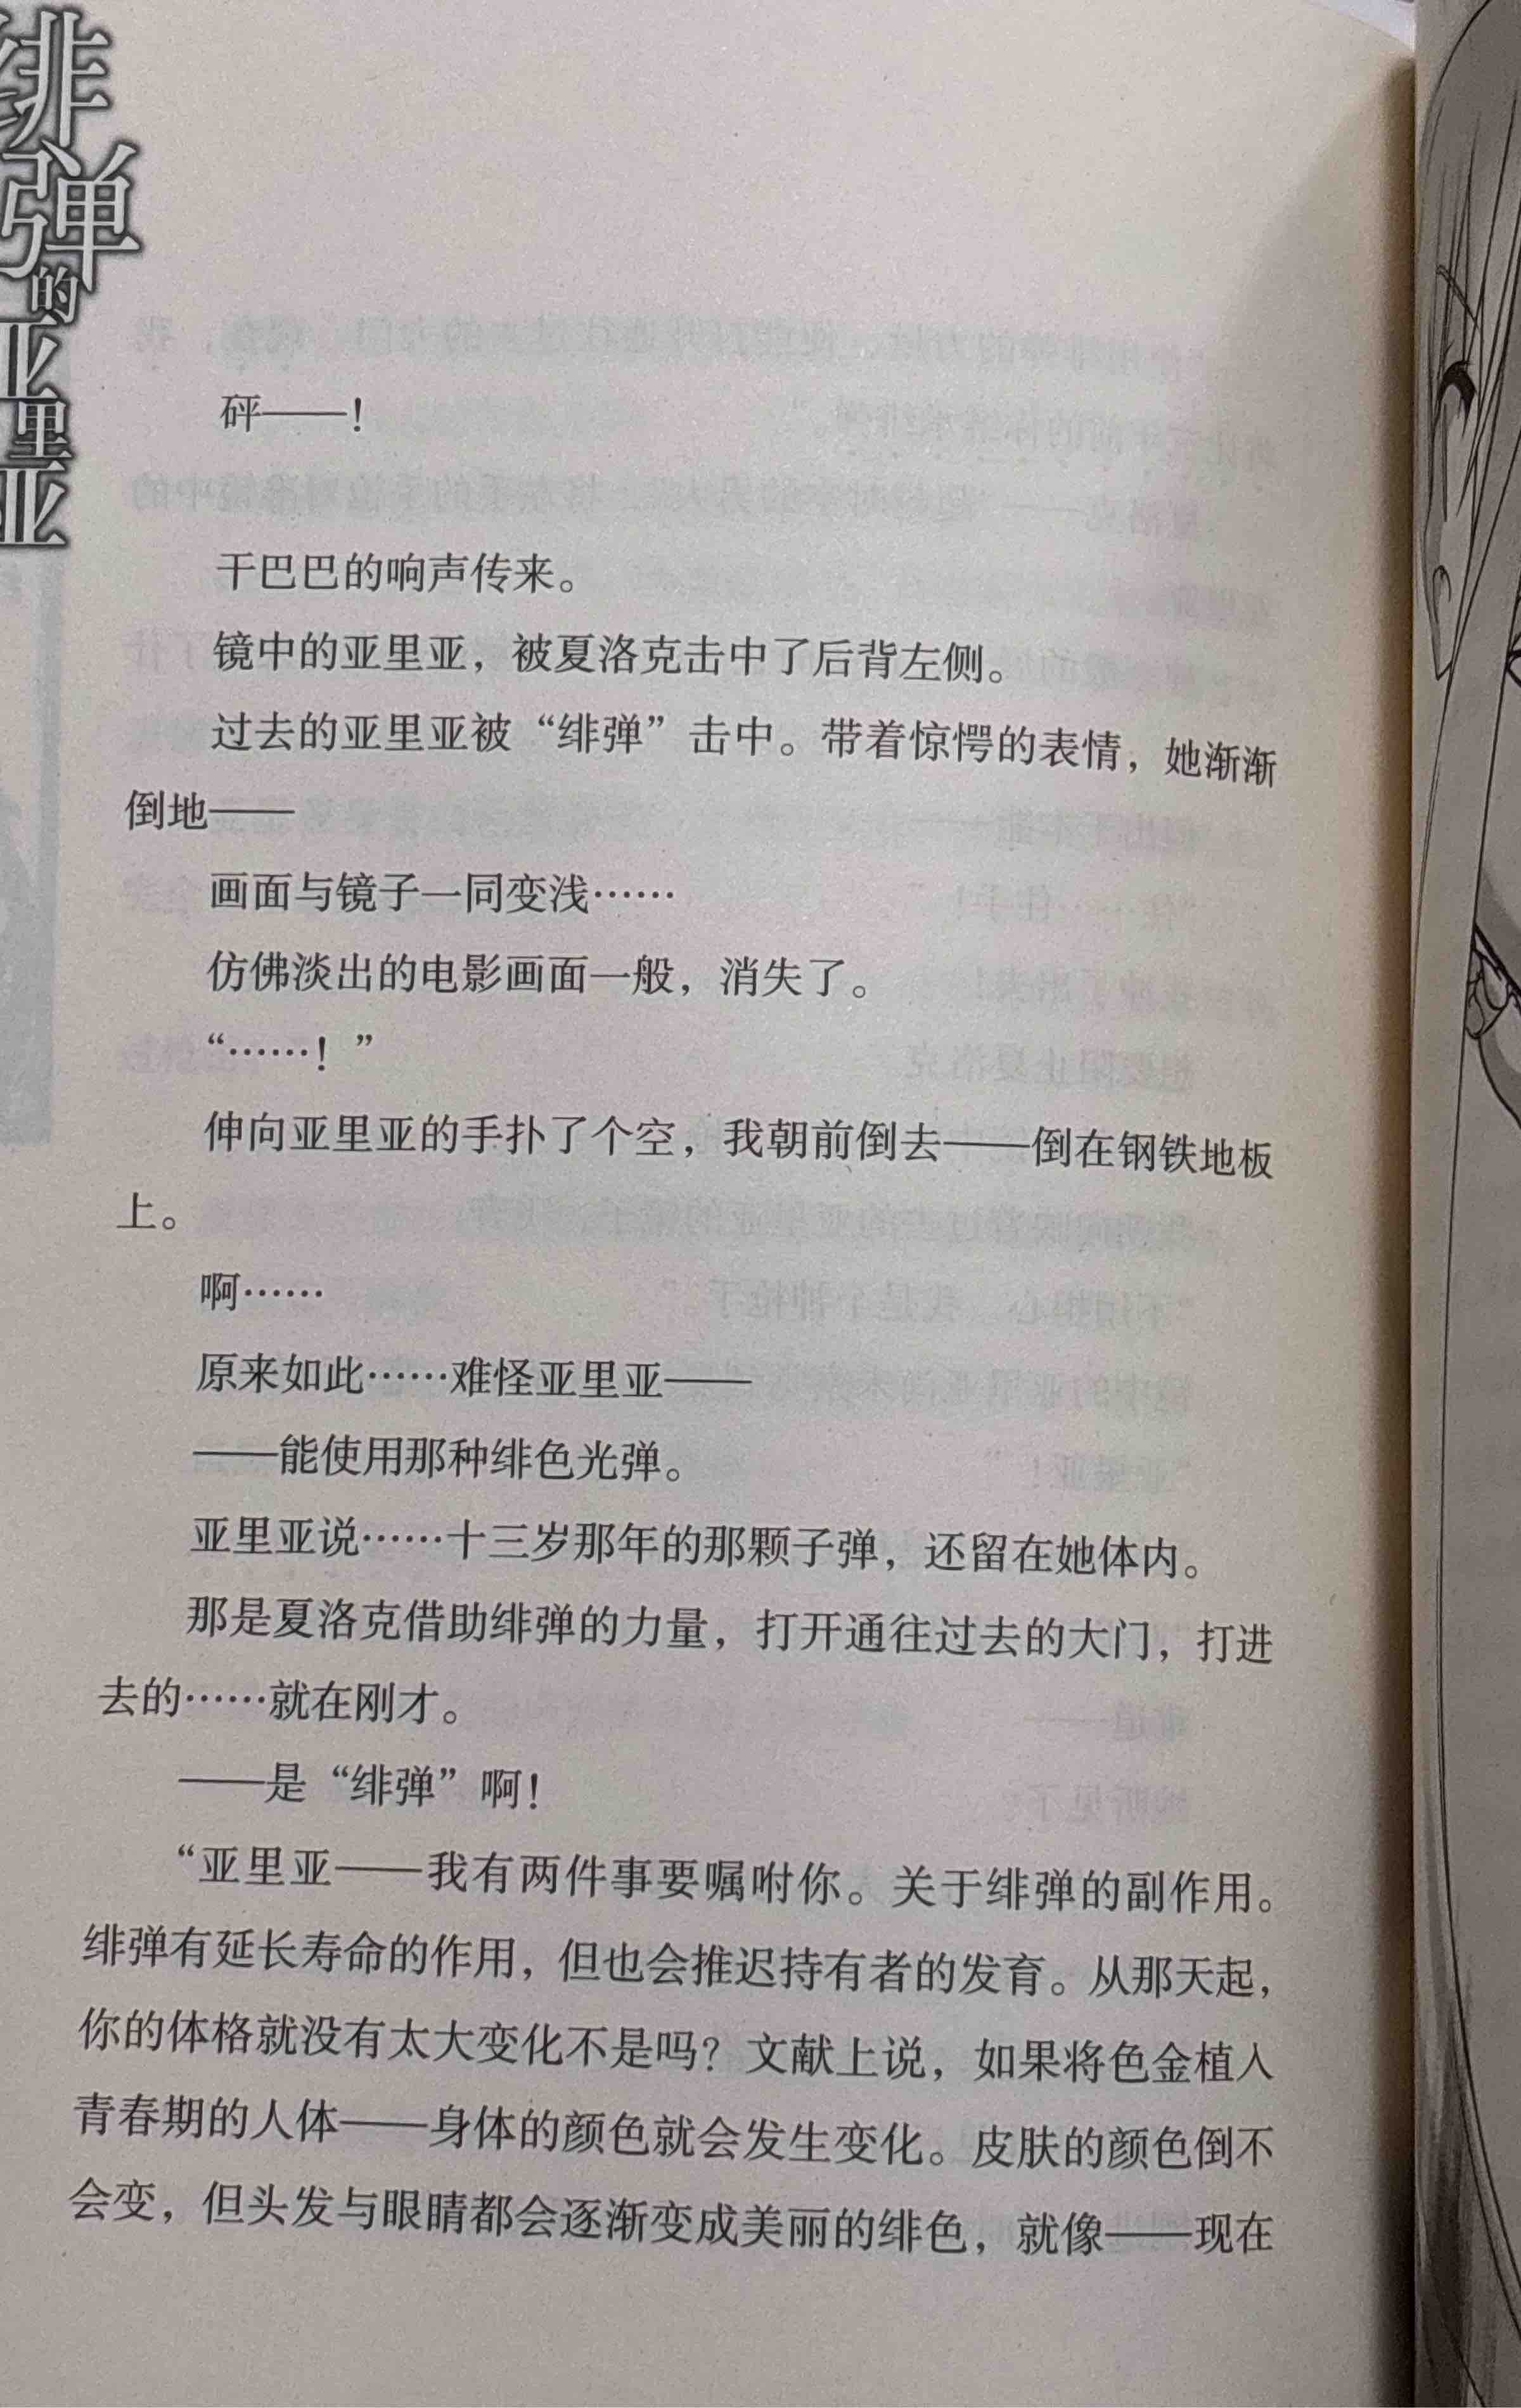 绯弹的亚里亚
砰——！
干巴巴的响声传来。
镜中的亚里亚，被夏洛克击中了后背左侧。
过去的亚里亚被“绯弹”击中。带着惊愕的表情，她渐渐
倒地——
画面与镜子一同变浅……
仿佛淡出的电影画面一般，消失了。
“……！”
伸向亚里亚的手扑了个空，我朝前倒去——倒在钢铁地板
上。
啊……
原来如此……难怪亚里亚——
——能使用那种绯色光弹。
亚里亚说……十三岁那年的那颗子弹，还留在她体内。
那是夏洛克借助绯弹的力量，打开通往过去的大门，打进
去的……就在刚才。
——是“绯弹”啊！
“亚里亚——我有两件事要嘱咐你。关于绯弹的副作用。
绯弹有延长寿命的作用，但也会推迟持有者的发育。从那天起，
你的体格就没有太大变化不是吗？文献上说，如果将色金植入
青春期的人体——身体的颜色就会发生变化。皮肤的颜色倒不
会变，但头发与眼睛都会逐渐变成美丽的绯色，就像——现在